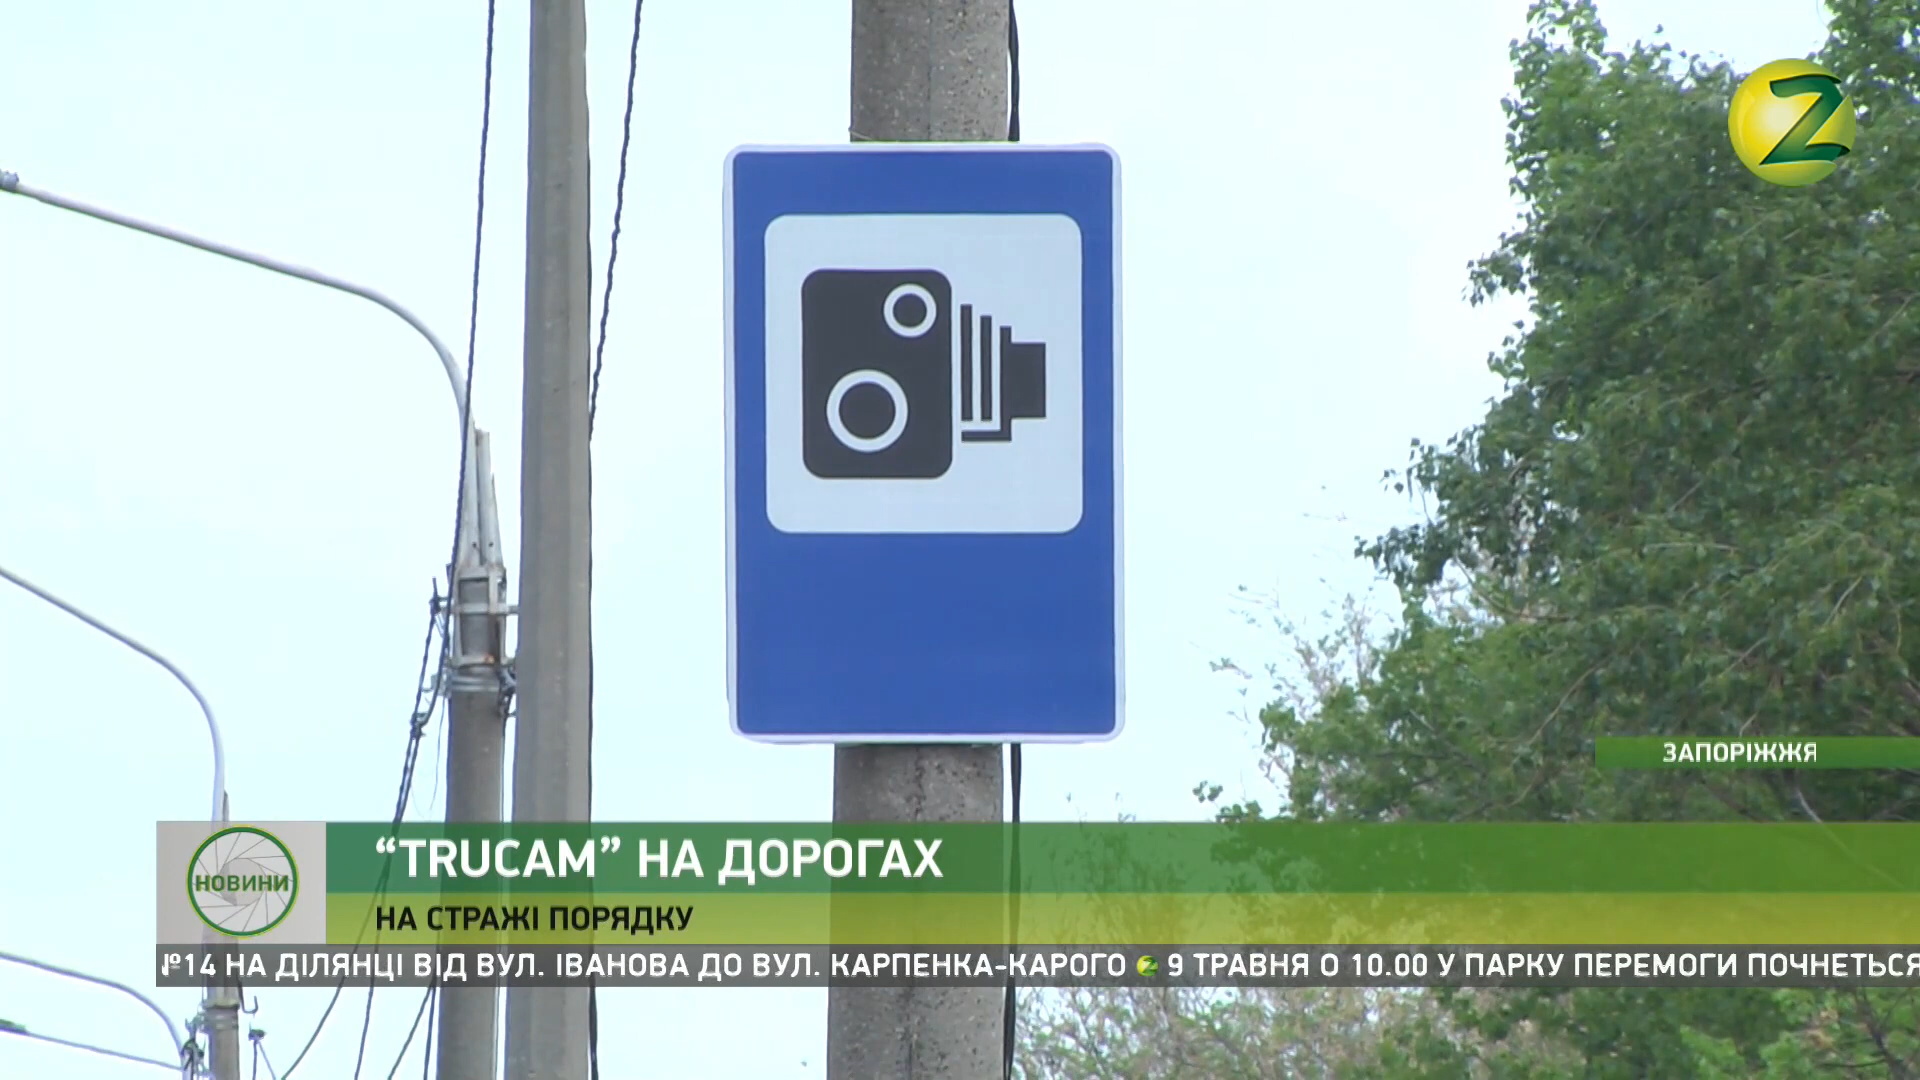 Z
ЗАПОРІЖЖЯ
“TRUCAM” НА ДОРОГАХ
НОВИНИ
НА СТРАЖІ ПОРЯДКУ
№14 НА ДІЛЯНЦІ ВІД ВУЛ. ІВАНОВА ДО ВУЛ. КАРПЕНКА-КАРОГО Z 9 ТРАВНЯ О 10.00 У ПАРКУ ПЕРЕМОГИ ПОЧНЕТЬСЯ